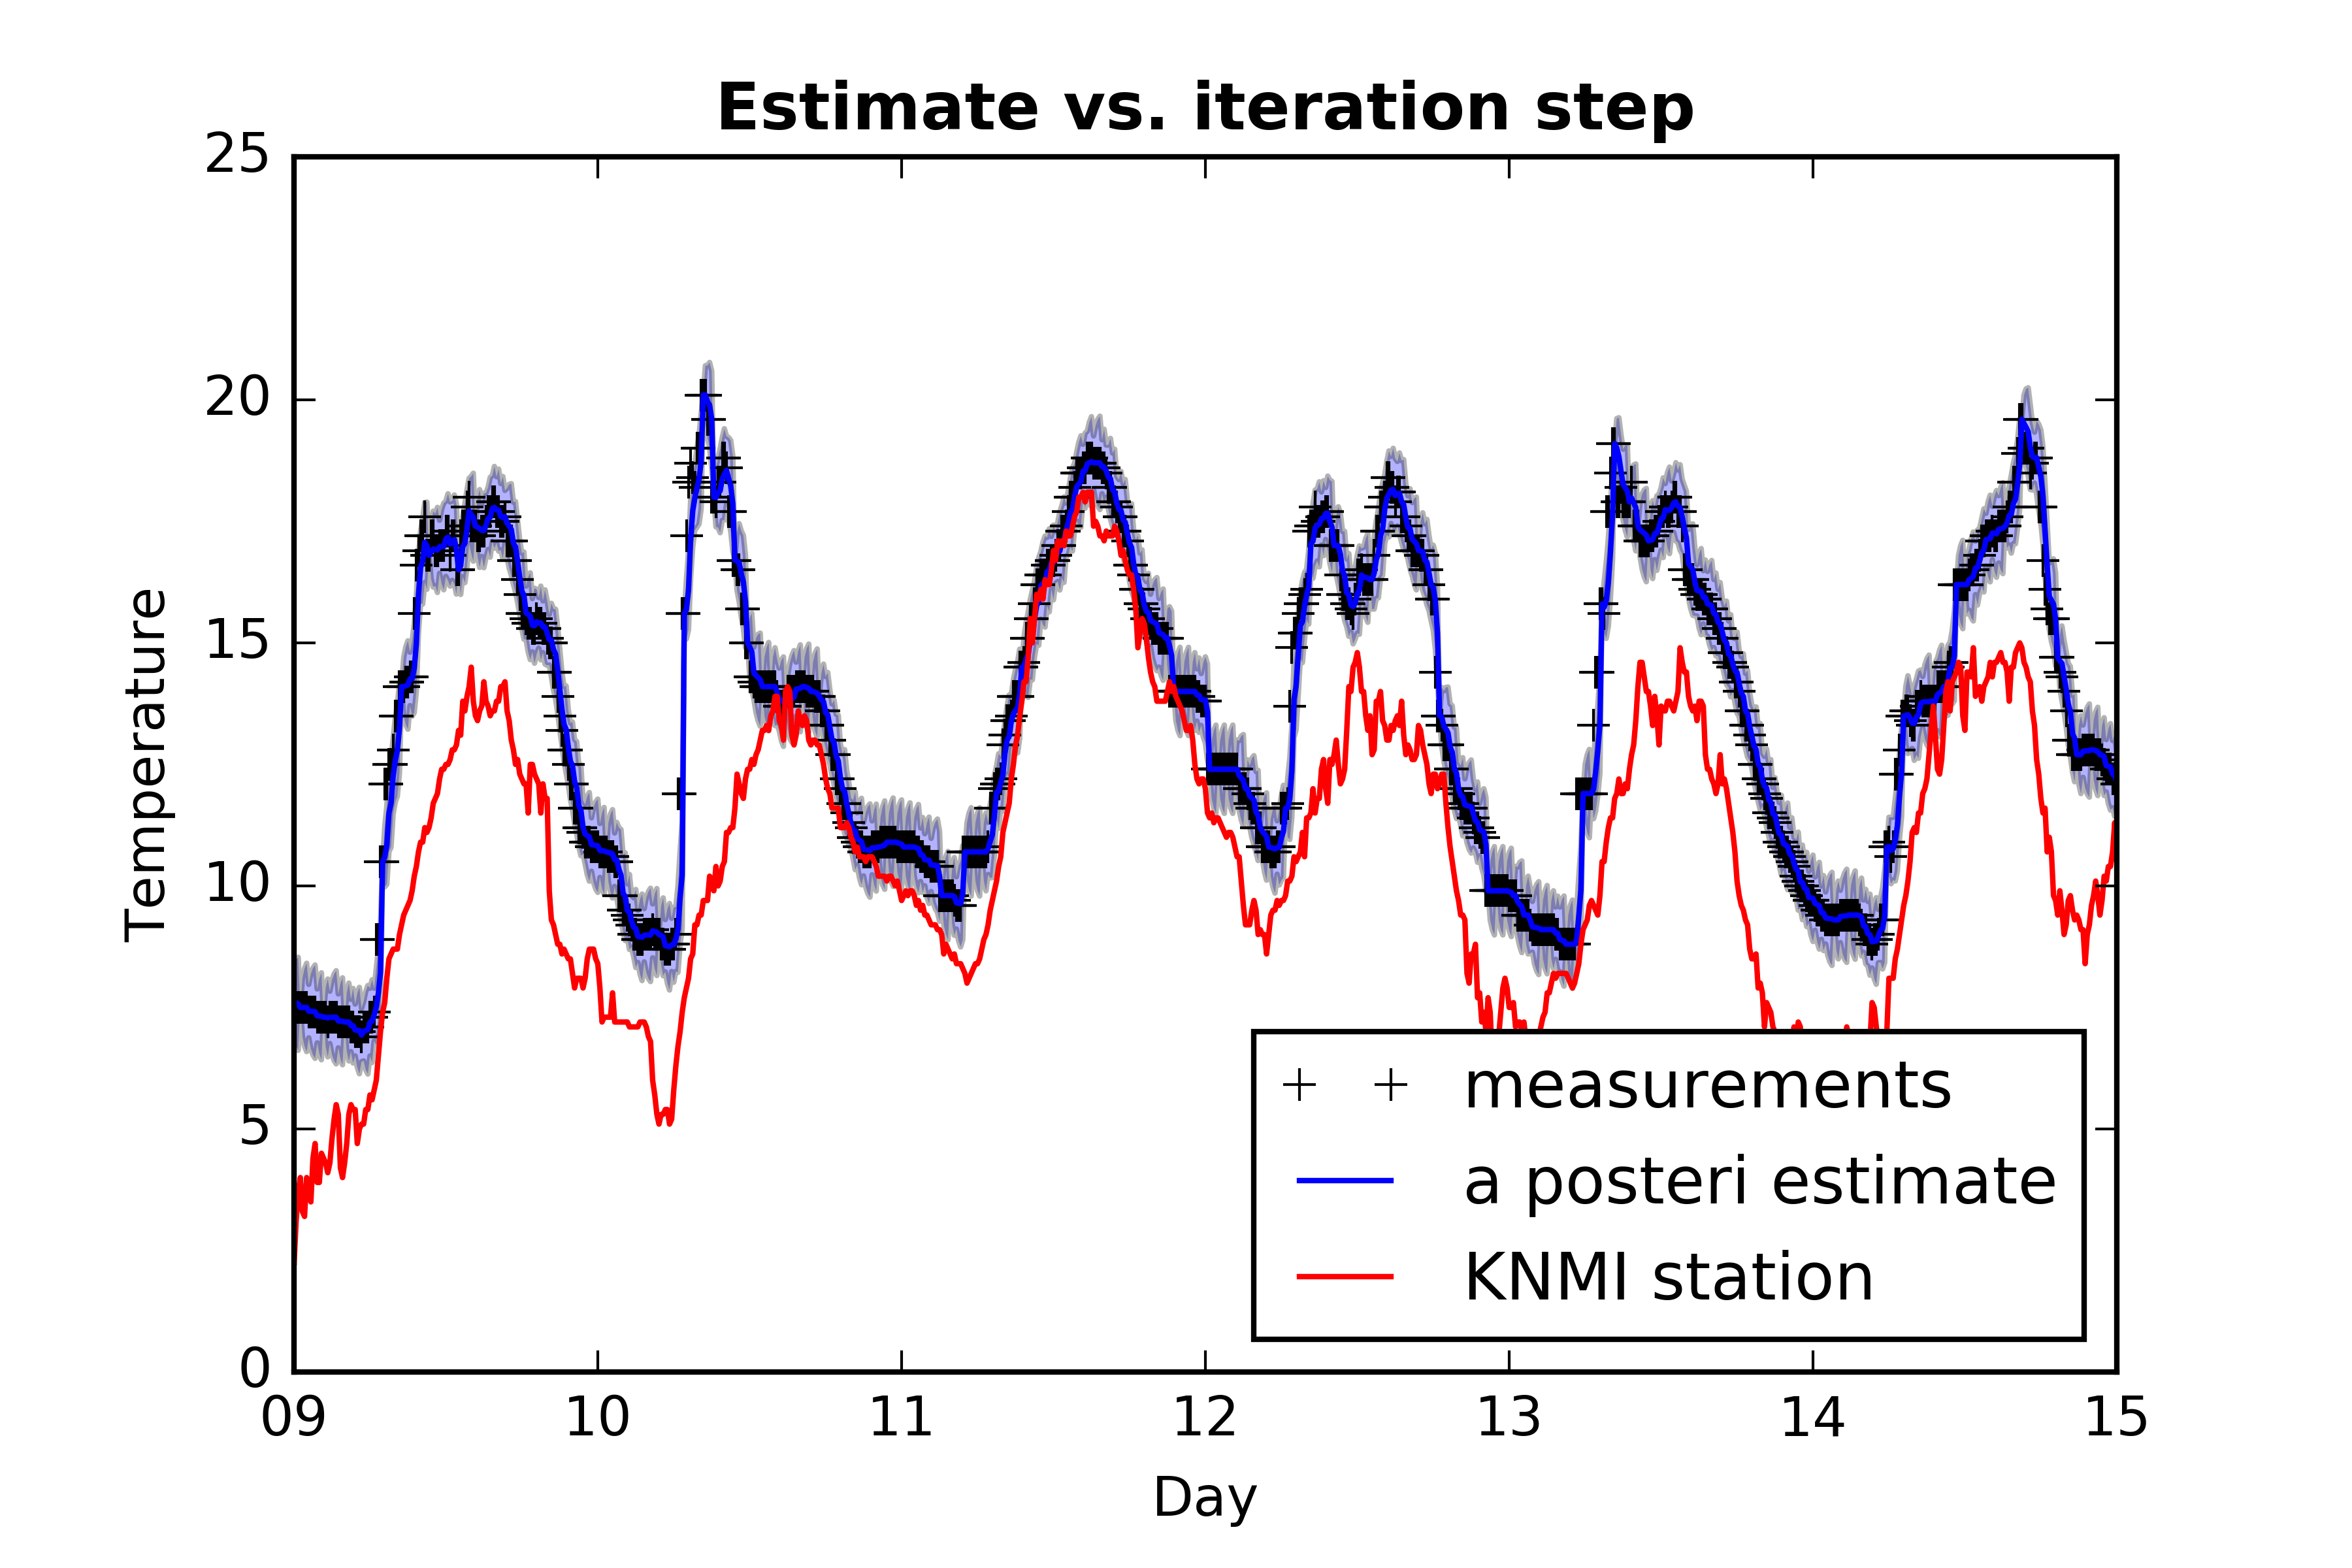 Estimate vs. iteration step
25
20
15
10
5
0
Temperature
measurements
a posteri estimate
KNMI station
09 10 11 12 13 14 15
Day